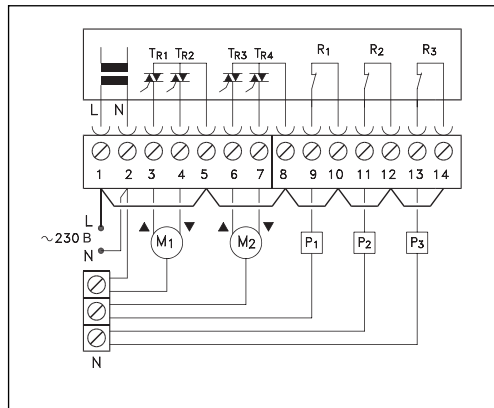 TR1 TR2 TR3 TR4 R1 R2 R3
L N
1 2 3 4 5 6 7 8 9 10 11 12 13 14
L
~230 В
N
M1 M2 P1 P2 P3
N